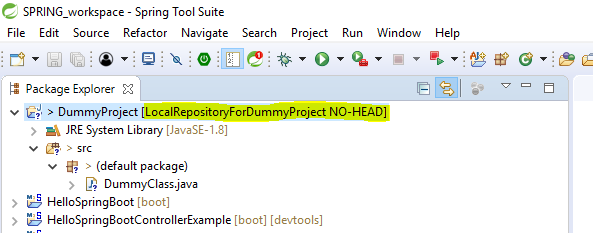 SPRING_workspace - Spring Tool Suite
File Edit Source Refactor Navigate Search Project Run Window Help
Package Explorer
> DummyProject [LocalRepositoryForDummyProject NO-HEAD]
JRE System Library [JavaSE-1.8]
> src
> (default package)
> DummyClass.java
HelloSpringBoot [boot]
HelloSpringBootControllerExample [boot] [devtools]